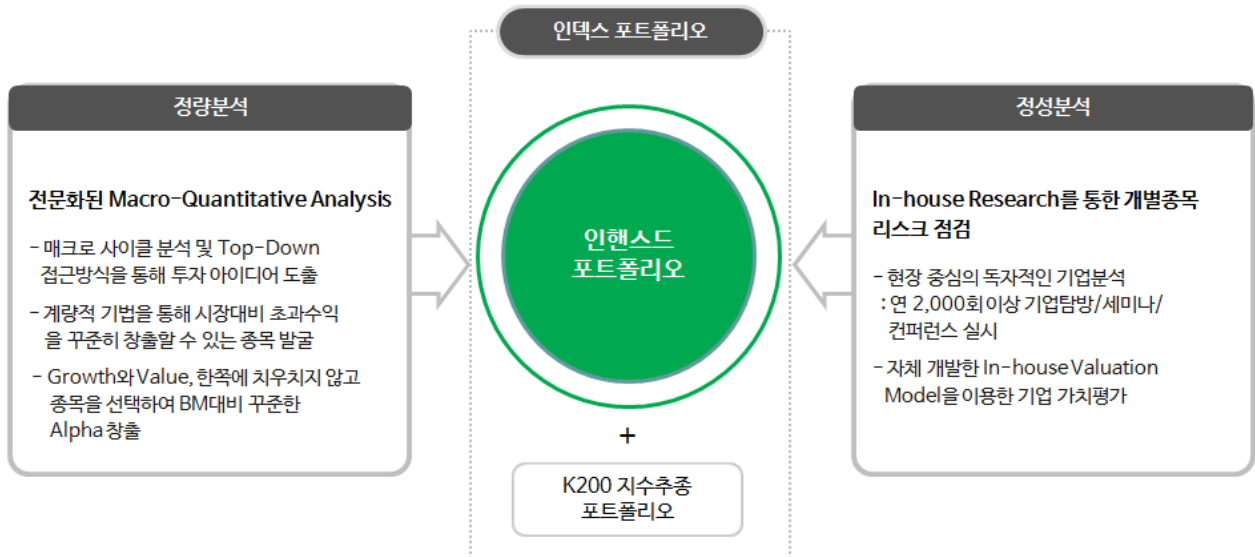 인덱스 포트폴리오
정량분석
전문화된 Macro-Quantitative Analysis
- 매크로 사이클 분석 및 Top-Down
접근방식을 통해 투자 아이디어 도출
- 계량적 기법을 통해 시장대비 초과수익
을 꾸준히 창출할 수 있는 종목 발굴
- Growth와 Value, 한쪽에 치우치지 않고
종목을 선택하여 BM대비 꾸준한
Alpha 창출
인핸스드
포트폴리오
+
K200 지수추종
포트폴리오
정성분석
In-house Research를 통한 개별종목
리스크 점검
- 현장 중심의 독자적인 기업분석
: 연 2,000회 이상 기업탐방/세미나/
컨퍼런스 실시
- 자체 개발한 In-house Valuation
Model을 이용한 기업 가치평가